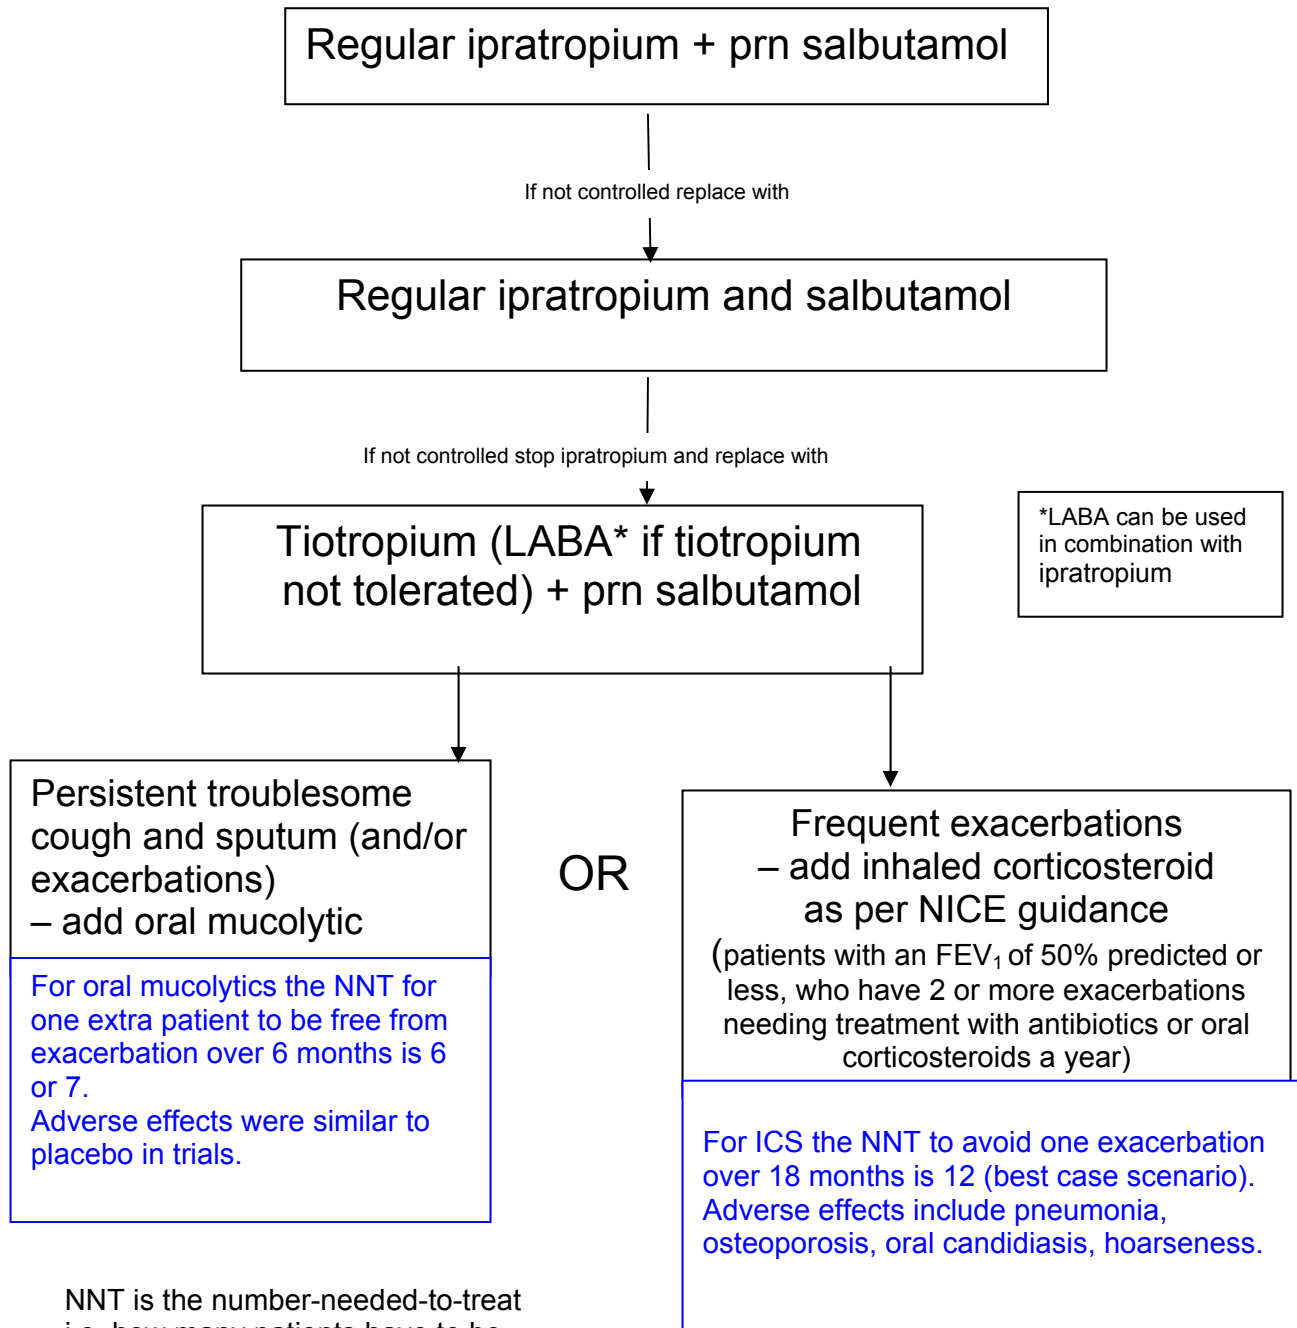 Regular ipratropium + prn salbutamol
If not controlled replace with
Regular ipratropium and salbutamol
If not controlled stop ipratropium and replace with
Tiotropium (LABA* if tiotropium
not tolerated) + prn salbutamol
*LABA can be used
in combination with
ipratropium
Persistent troublesome
cough and sputum (and/or
exacerbations)
– add oral mucolytic
For oral mucolytics the NNT for
one extra patient to be free from
exacerbation over 6 months is 6
or 7.
Adverse effects were similar to
placebo in trials.
OR
Frequent exacerbations
– add inhaled corticosteroid
as per NICE guidance
(patients with an FEV₁ of 50% predicted or
less, who have 2 or more exacerbations
needing treatment with antibiotics or oral
corticosteroids a year)
For ICS the NNT to avoid one exacerbation
over 18 months is 12 (best case scenario).
Adverse effects include pneumonia,
osteoporosis, oral candidiasis, hoarseness.
NNT is the number-needed-to-treat
i.e. how many patients have to be